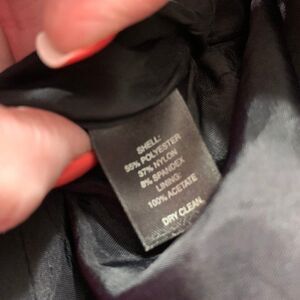 SHELL:
55% POLYESTER
37% NYLON
8% SPANDEX
LINING:
100% ACETATE
DRY CLEAN